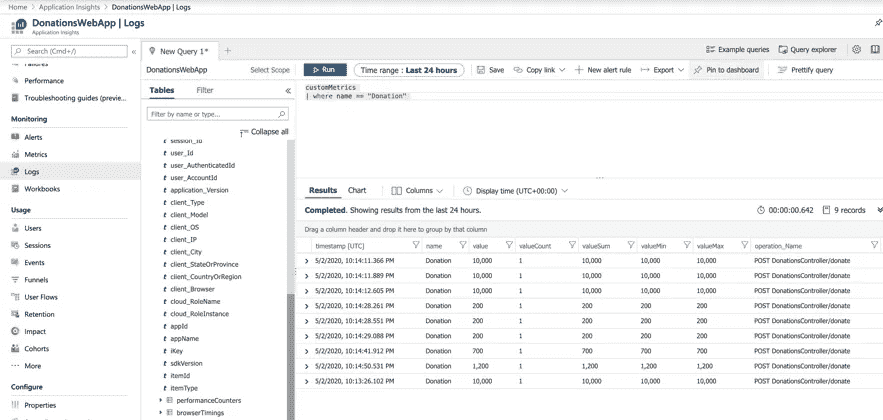 Home > Application Insights > DonationsWebApp | Logs
DonationsWebApp | Logs
Application Insights
Search (Cmd+/)
Failures
Performance
Troubleshooting guides (previe...
Monitoring
Alerts
Metrics
Logs
Workbooks
Usage
Users
Sessions
Events
Funnels
User Flows
Retention
Impact
Cohorts
More
Configure
Properties
New Query 1*
Example queries
Query explorer
DonationsWebApp
Select Scope
Run
Time range : Last 24 hours
Save
Copy link
New alert rule
Export
Pin to dashboard
Prettify query
Tables
Filter
Filter by name or type...
Collapse all
t session_Id
t user_Id
t user_AuthenticatedId
t user_AccountId
t application_Version
t client_Type
t client_Model
t client_OS
t client_IP
t client_City
t client_StateOrProvince
t client_CountryOrRegion
t client_Browser
t cloud_RoleName
t cloud_RoleInstance
t appId
t appName
t iKey
t sdkVersion
t itemId
t itemType
performanceCounters
browserTimings
customMetrics
| where name == "Donation"
Results
Chart
Columns
Display time (UTC+00:00)
Completed. Showing results from the last 24 hours.
00:00:00.642
9 records
Drag a column header and drop it here to group by that column
timestamp [UTC] name value valueCount valueSum valueMin valueMax operation_Name
5/2/2020, 10:14:11.366 PM Donation 10,000 1 10,000 10,000 10,000 POST DonationsController/donate
5/2/2020, 10:14:11.889 PM Donation 10,000 1 10,000 10,000 10,000 POST DonationsController/donate
5/2/2020, 10:14:12.605 PM Donation 10,000 1 10,000 10,000 10,000 POST DonationsController/donate
5/2/2020, 10:14:28.261 PM Donation 200 1 200 200 200 POST DonationsController/donate
5/2/2020, 10:14:28.551 PM Donation 200 1 200 200 200 POST DonationsController/donate
5/2/2020, 10:14:29.088 PM Donation 200 1 200 200 200 POST DonationsController/donate
5/2/2020, 10:14:41.912 PM Donation 700 1 700 700 700 POST DonationsController/donate
5/2/2020, 10:14:50.531 PM Donation 1,200 1 1,200 1,200 1,200 POST DonationsController/donate
5/2/2020, 10:13:26.102 PM Donation 10,000 1 10,000 10,000 10,000 POST DonationsController/donate